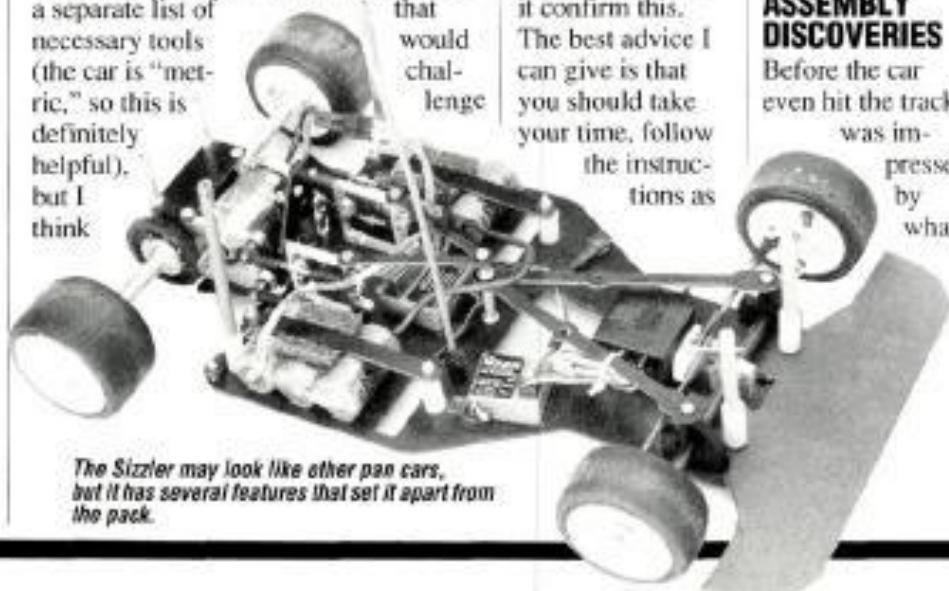 a separate list of
necessary tools
(the car is "met-
ric," so this is
definitely
helpful),
but I
think
that
would
chal-
lenge
it confirm this.
The best advice I
can give is that
you should take
your time, follow
the instruc-
tions as
ASSEMBLY
DISCOVERIES
Before the car
even hit the track
was im-
presse
by
wha
The Sizzler may look like other pan cars,
but it has several features that set it apart from
the pack.